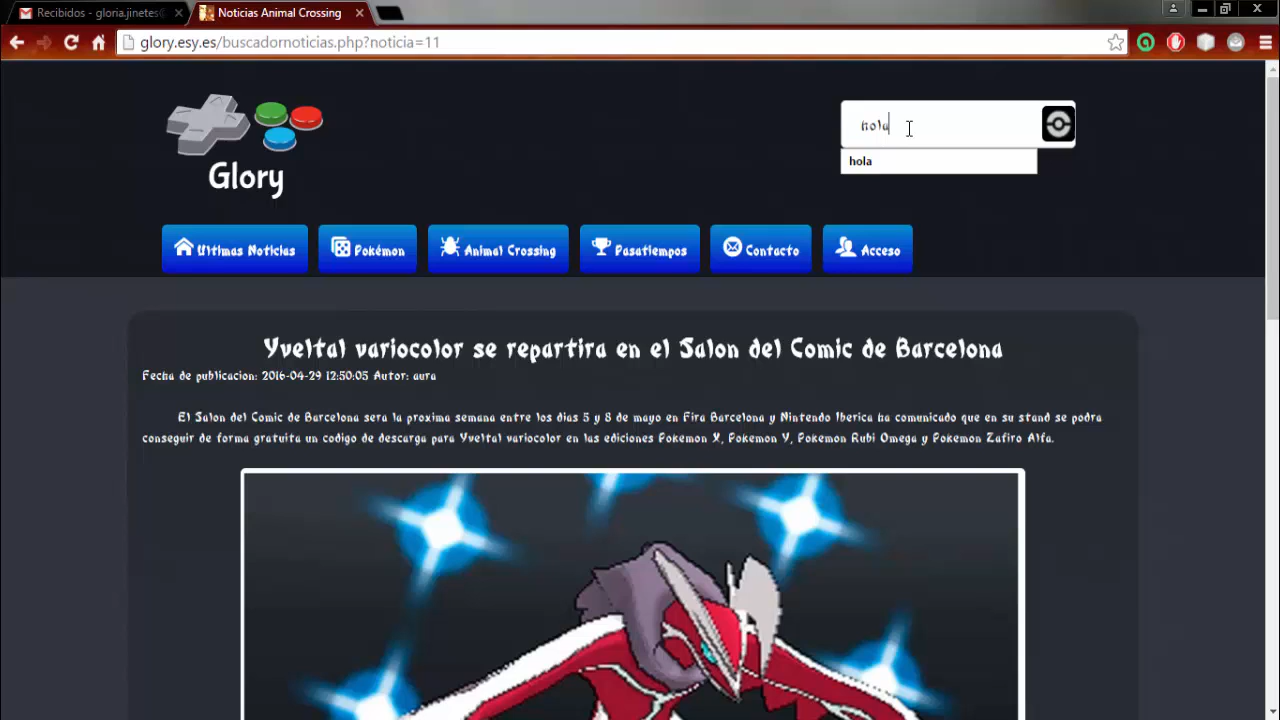 Recibidos - gloria.jinetes@
Noticias Animal Crossing
glory.esy.es/buscadornoticias.php?noticia=11
Glory
hola
hola
Ultimas Noticias
Pokémon
Animal Crossing
Pasatiempos
Contacto
Acceso
Yveltal variocolor se repartira en el Salon del Comic de Barcelona
Fecha de publicacion: 2016-04-29 12:50:05 Autor: aura
El Salon del Comic de Barcelona sera la proxima semana entre los dias 5 y 8 de mayo en Fira Barcelona y Nintendo Iberica ha comunicado que en su stand se podra
conseguir de forma gratuita un codigo de descarga para Yveltal variocolor en las ediciones Pokemon X, Pokemon Y, Pokemon Rubi Omega y Pokemon Zafiro Alfa.